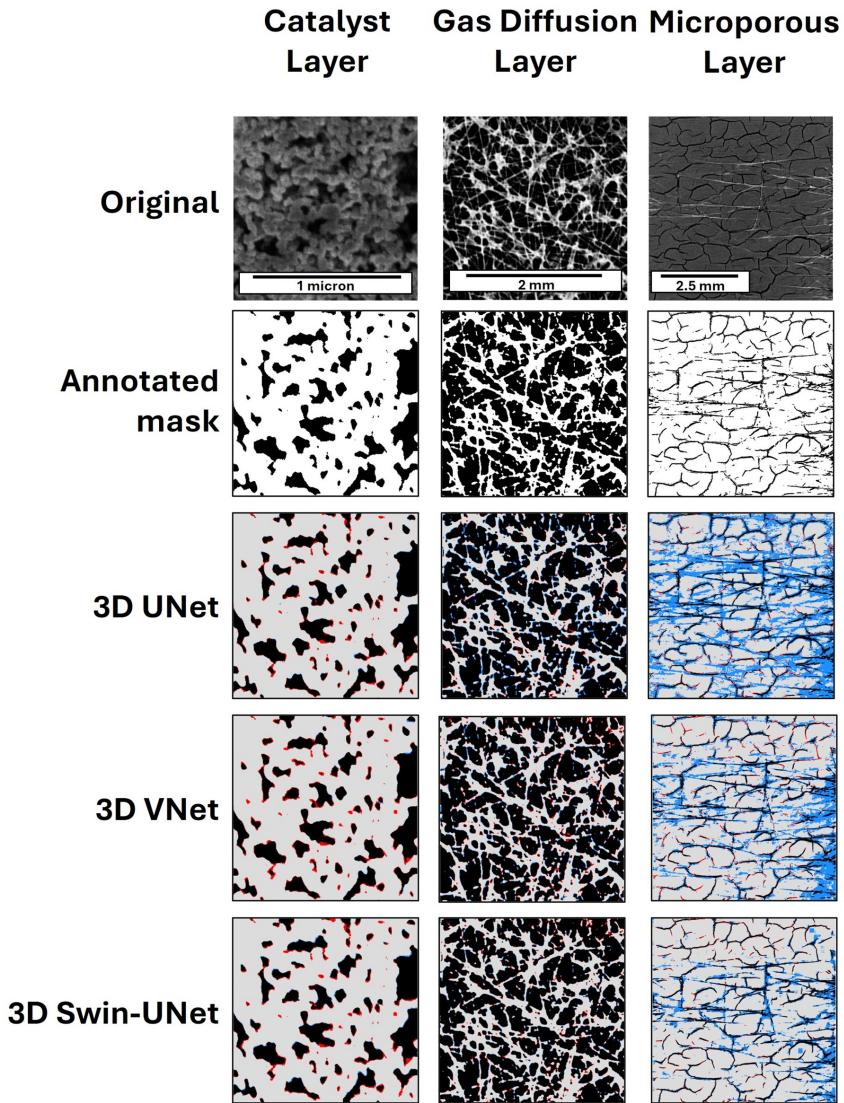 Catalyst
Layer
Gas Diffusion
Layer
Microporous
Layer
Original
1 micron
2 mm
2.5 mm
Annotated
mask
3D UNet
3D VNet
3D Swin-UNet